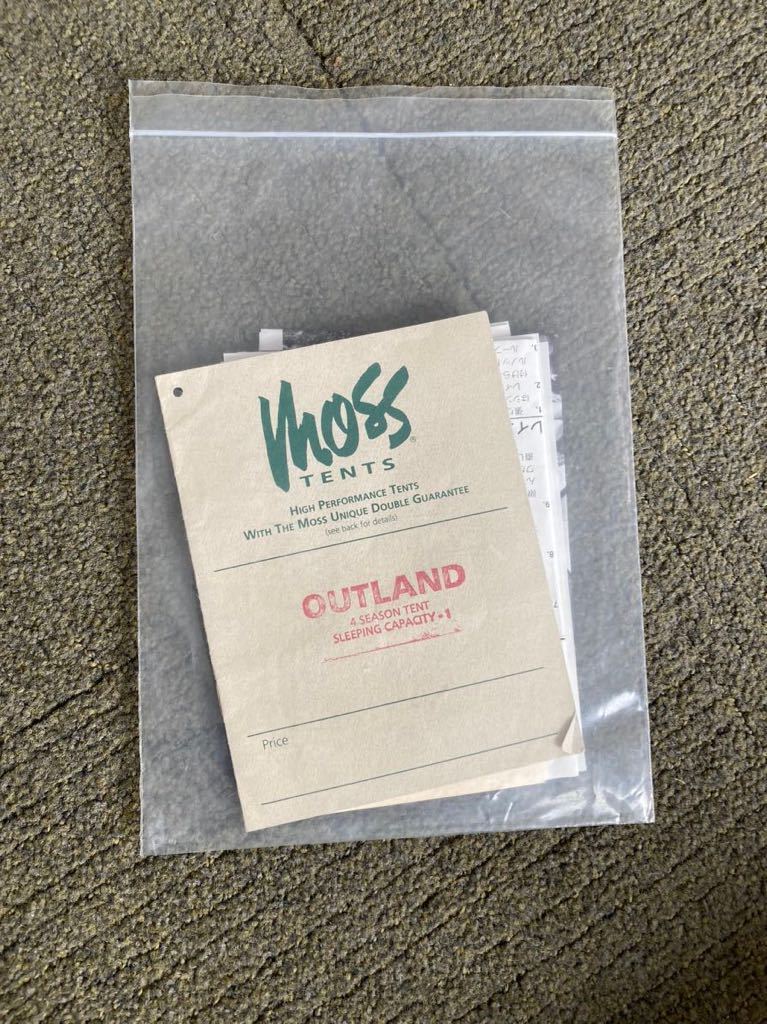 moss®
TENTS
HIGH PERFORMANCE TENTS
WITH THE MOSS UNIQUE DOUBLE GUARANTEE
(see back for details)
OUTLAND
4 SEASON TENT
SLEEPING CAPACITY - 1
Price